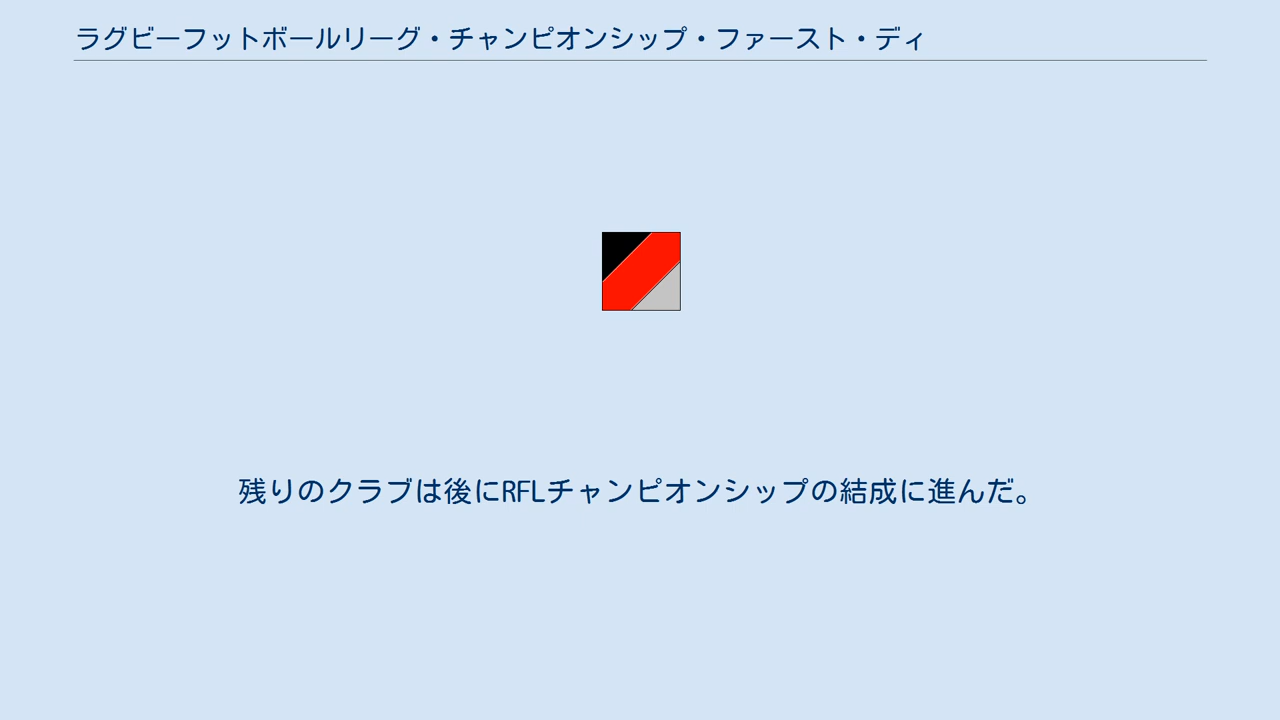 ラグビーフットボールリーグ・チャンピオンシップ・ファースト・ディ
残りのクラブは後にRFLチャンピオンシップの結成に進んだ。